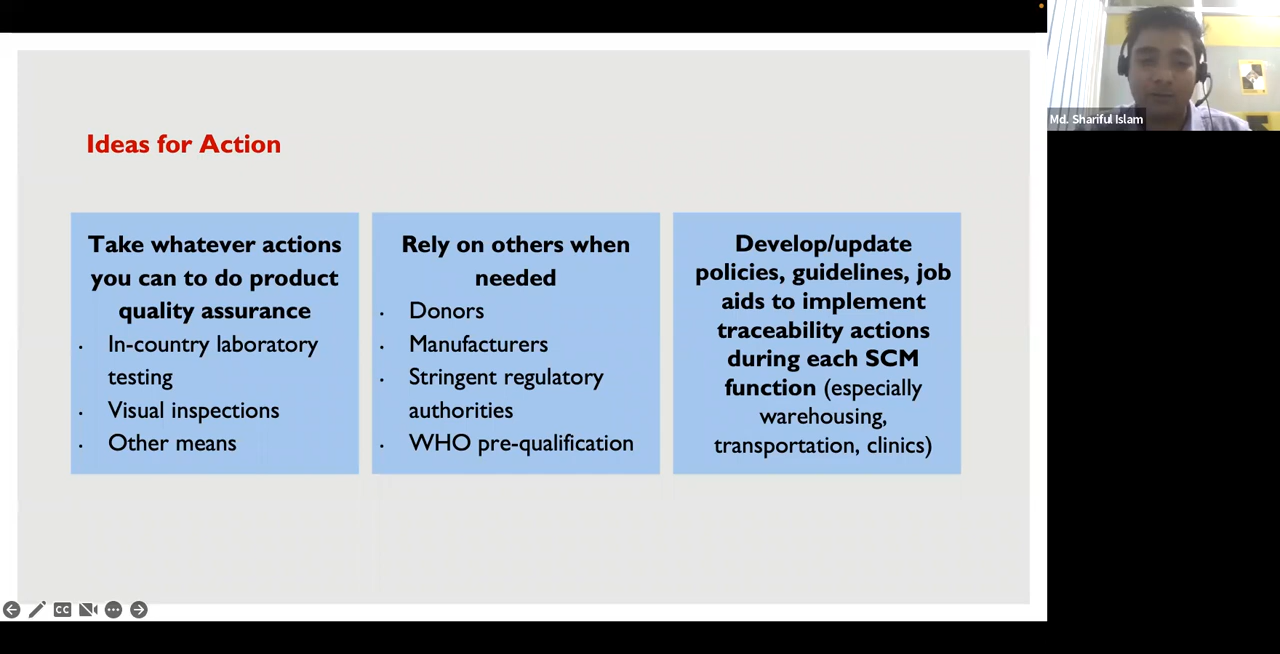 Ideas for Action
Take whatever actions
you can to do product
quality assurance
· In-country laboratory
testing
· Visual inspections
· Other means
Rely on others when
needed
· Donors
· Manufacturers
· Stringent regulatory
authorities
· WHO pre-qualification
Develop/update
policies, guidelines, job
aids to implement
traceability actions
during each SCM
function (especially
warehousing,
transportation, clinics)
Md. Shariful Islam
CC